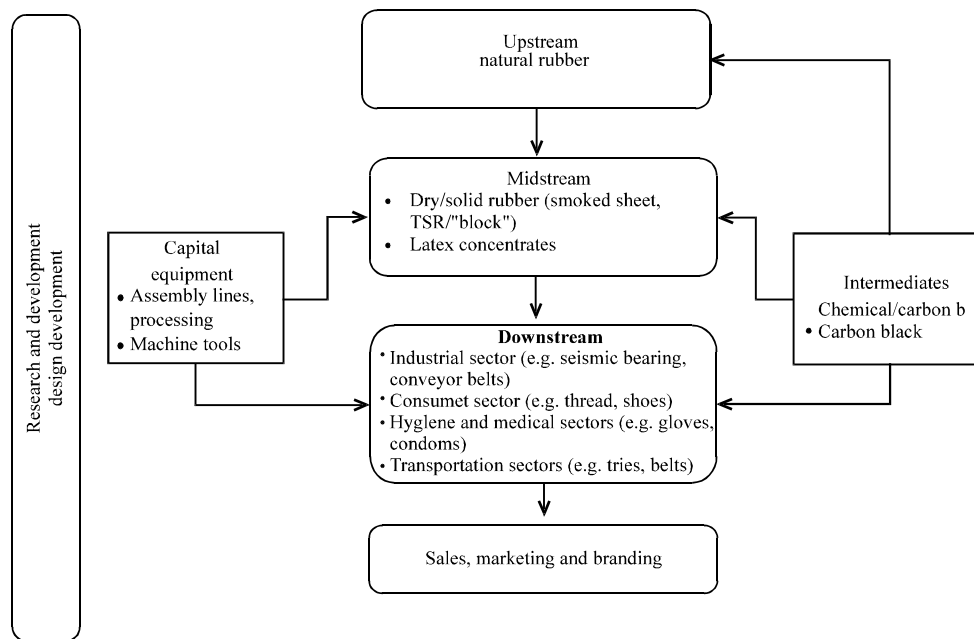 Research and development
design development
Upstream
natural rubber
Midstream
• Dry/solid rubber (smoked sheet,
TSR/"block")
• Latex concentrates
Capital
equipment
• Assembly lines,
processing
• Machine tools
Intermediates
Chemical/carbon b
• Carbon black
Downstream
• Industrial sector (e.g. seismic bearing,
conveyor belts)
• Consumet sector (e.g. thread, shoes)
• Hyglene and medical sectors (e.g. gloves,
condoms)
• Transportation sectors (e.g. tries, belts)
Sales, marketing and branding